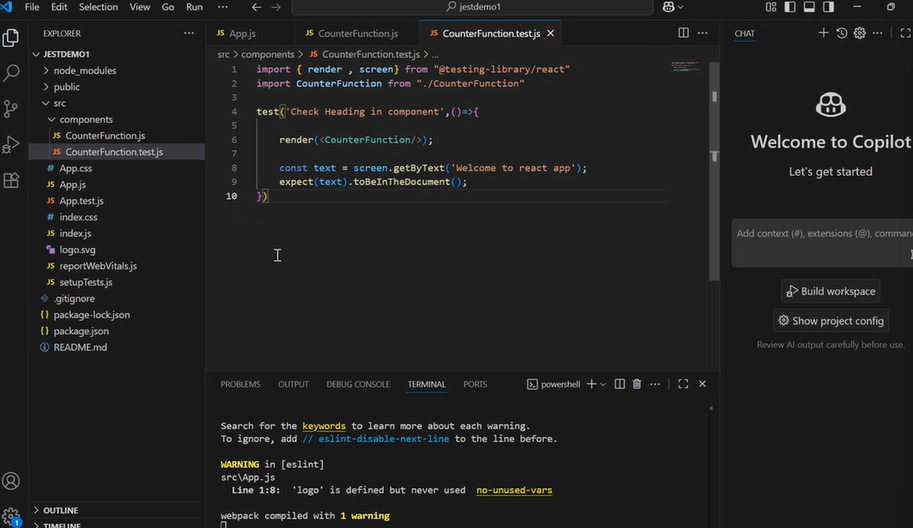 File Edit Selection View Go Run ··· jestdemo1
EXPLORER ···
JESTDEMO1
node_modules
public
src
components
JS CounterFunction.js
JS CounterFunction.test.js
# App.css
JS App.js
JS App.test.js
# index.css
JS index.js
logo.svg
JS reportWebVitals.js
JS setupTests.js
.gitignore
{} package-lock.json
{} package.json
README.md
OUTLINE
TIMELINE
1
JS App.js JS CounterFunction.js JS CounterFunction.test.js
src > components > JS CounterFunction.test.js > ...
1 import { render , screen} from "@testing-library/react"
2 import CounterFunction from "./CounterFunction"
3
4 test('Check Heading in component',()=>{
5
6 render(<CounterFunction/>);
7
8 const text = screen.getByText('Welcome to react app');
9 expect(text).toBeInTheDocument();
10 })
PROBLEMS OUTPUT DEBUG CONSOLE TERMINAL PORTS powershell
Search for the keywords to learn more about each warning.
To ignore, add // eslint-disable-next-line to the line before.
WARNING in [eslint]
src\App.js
Line 1:8: 'logo' is defined but never used no-unused-vars
webpack compiled with 1 warning
CHAT
Welcome to Copilot
Let's get started
Add context (#), extensions (@), comman
Build workspace
Show project config
Review AI output carefully before use.